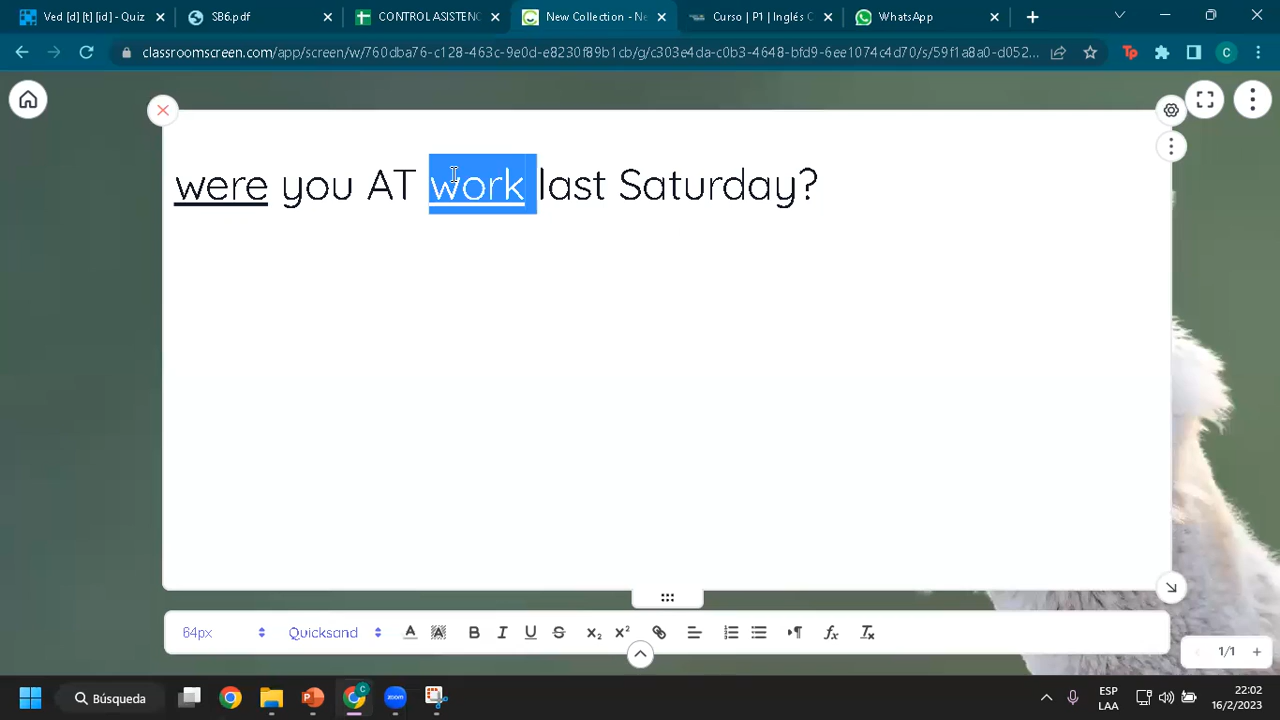 Ved [d] [t] [id] - Quiz
SB6.pdf
CONTROL ASISTENC
New Collection - Ne
Curso | P1 | Inglés C
WhatsApp
classroomscreen.com/app/screen/w/760dba76-c128-463c-9e0d-e8230f89b1cb/g/c303e4da-c0b3-4648-bfd9-6ee1074c4d70/s/59f1a8a0-d052...
Tp
C
were you AT work last Saturday?
64px
Quicksand
1/1
Búsqueda
zoom
ESP
LAA
22:02
16/2/2023